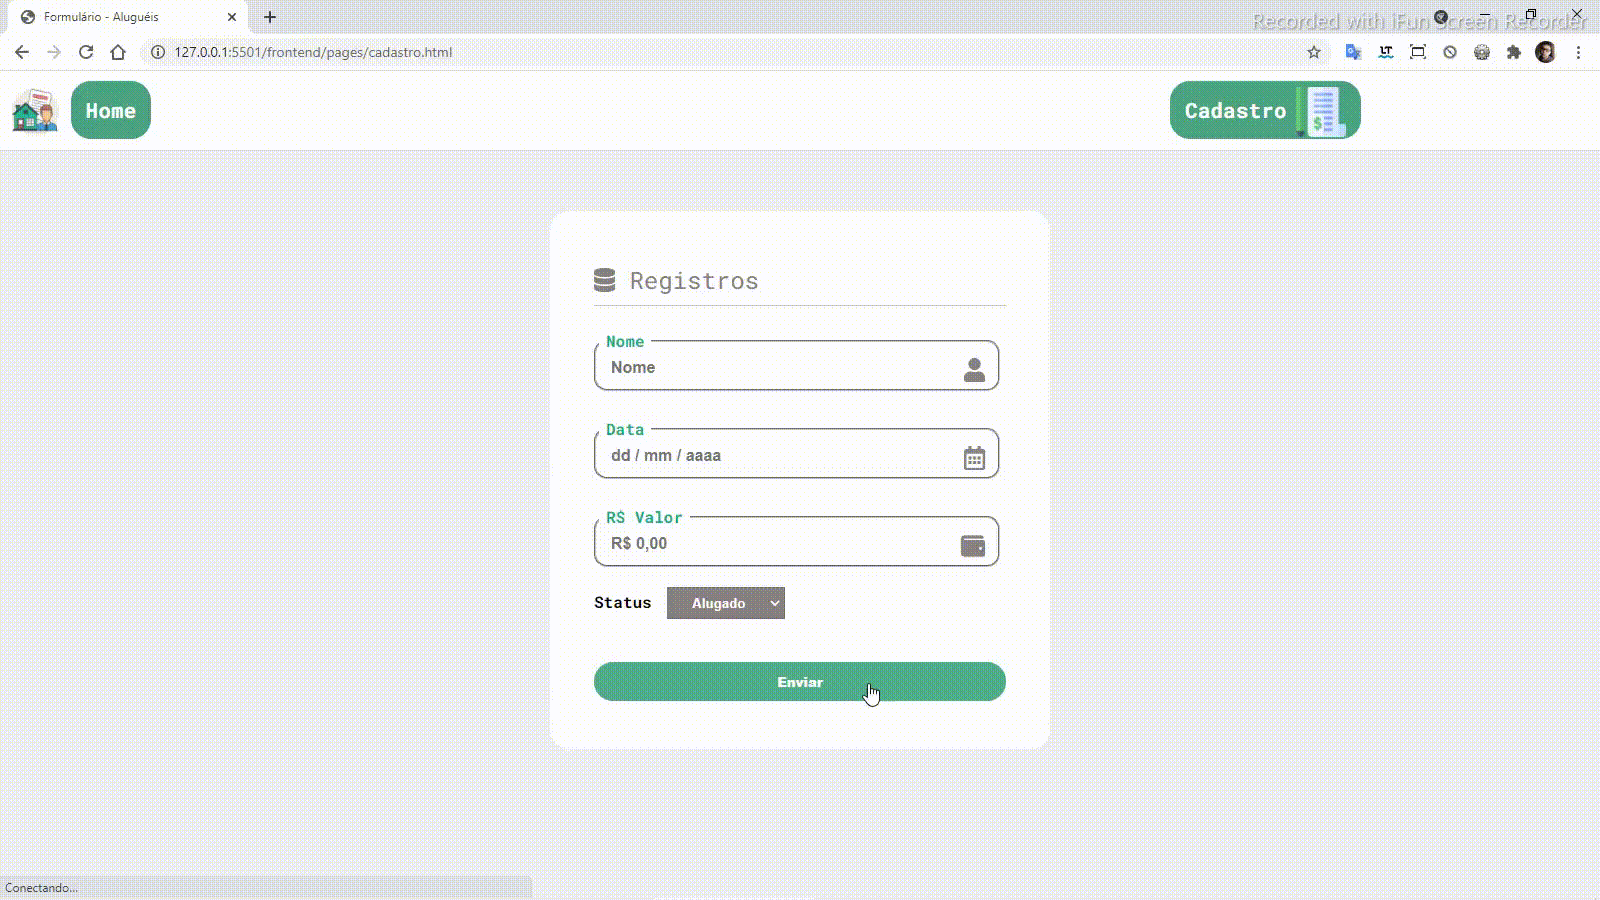 Formulário - Aluguéis
Recorded with iFun Screen Recorder
127.0.0.1:5501/frontend/pages/cadastro.html
Home
Cadastro
Registros
Nome
Nome
Data
dd / mm / aaaa
R$ Valor
R$ 0,00
Status Alugado
Enviar
Conectando...